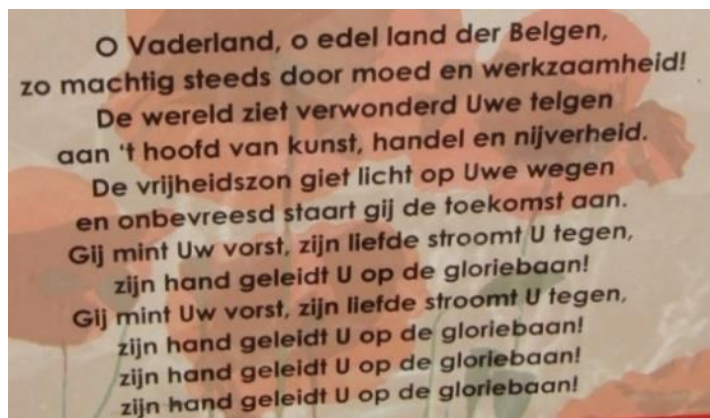 O Vaderland, o edel land der Belgen,
zo machtig steeds door moed en werkzaamheid!
De wereld ziet verwonderd Uwe telgen
aan 't hoofd van kunst, handel en nijverheid.
De vrijheidszon giet licht op Uwe wegen
en onbevreesd staart gij de toekomst aan.
Gij mint Uw vorst, zijn liefde stroomt U tegen,
zijn hand geleidt U op de gloriebaan!
Gij mint Uw vorst, zijn liefde stroomt U tegen,
zijn hand geleidt U op de gloriebaan!
zijn hand geleidt U op de gloriebaan!
zijn hand geleidt U op de gloriebaan!